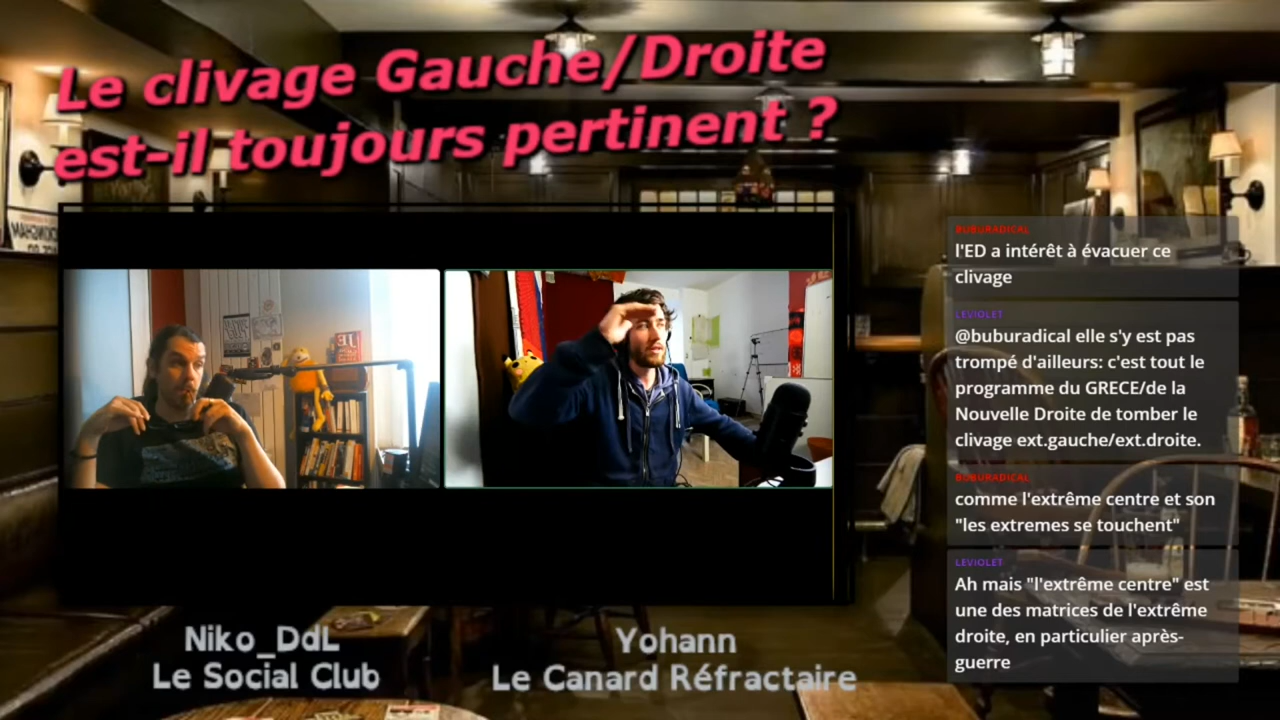 Le clivage Gauche/Droite
est-il toujours pertinent ?
BUBURADICAL
l'ED a intérêt à évacuer ce
clivage
LEVIOLET
@buburadical elle s'y est pas
trompé d'ailleurs: c'est tout le
programme du GRECE/de la
Nouvelle Droite de tomber le
clivage ext.gauche/ext.droite.
BUBURADICAL
comme l'extrême centre et son
"les extremes se touchent"
LEVIOLET
Ah mais "l'extrême centre" est
une des matrices de l'extrême
droite, en particulier après-
guerre
Niko_DdL
Le Social Club
Yohann
Le Canard Réfractaire